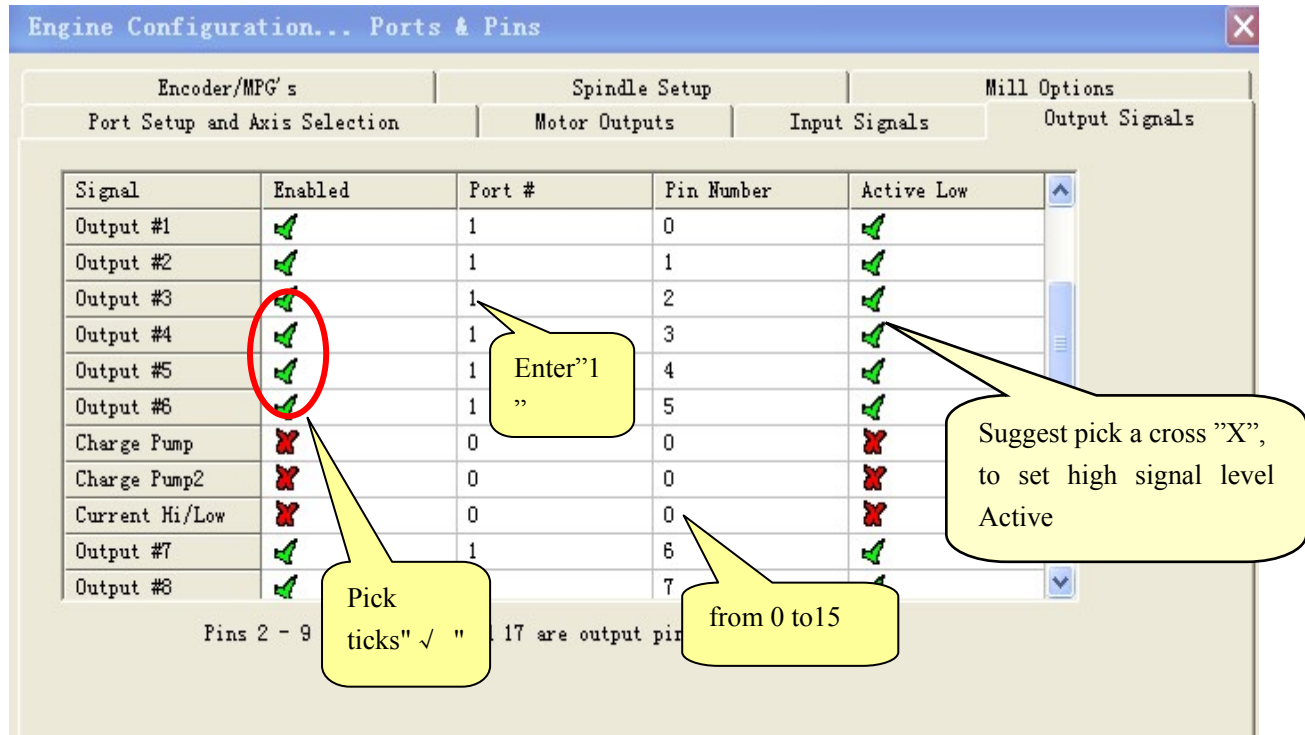 Engine Configuration... Ports & Pins
Encoder/MPG's Spindle Setup Mill Options
Port Setup and Axis Selection Motor Outputs Input Signals Output Signals
Signal Enabled Port # Pin Number Active Low
Output #1 1 0
Output #2 1 1
Output #3 1 2
Output #4 1 3
Output #5 1 4
Output #6 1 5
Charge Pump 0 0
Charge Pump2 0 0
Current Hi/Low 0 0
Output #7 1 6
Output #8 7
Pins 2 - 9 17 are output
Enter"1
"
Suggest pick a cross "X",
to set high signal level
Active
Pick
ticks" √ "
from 0 to15